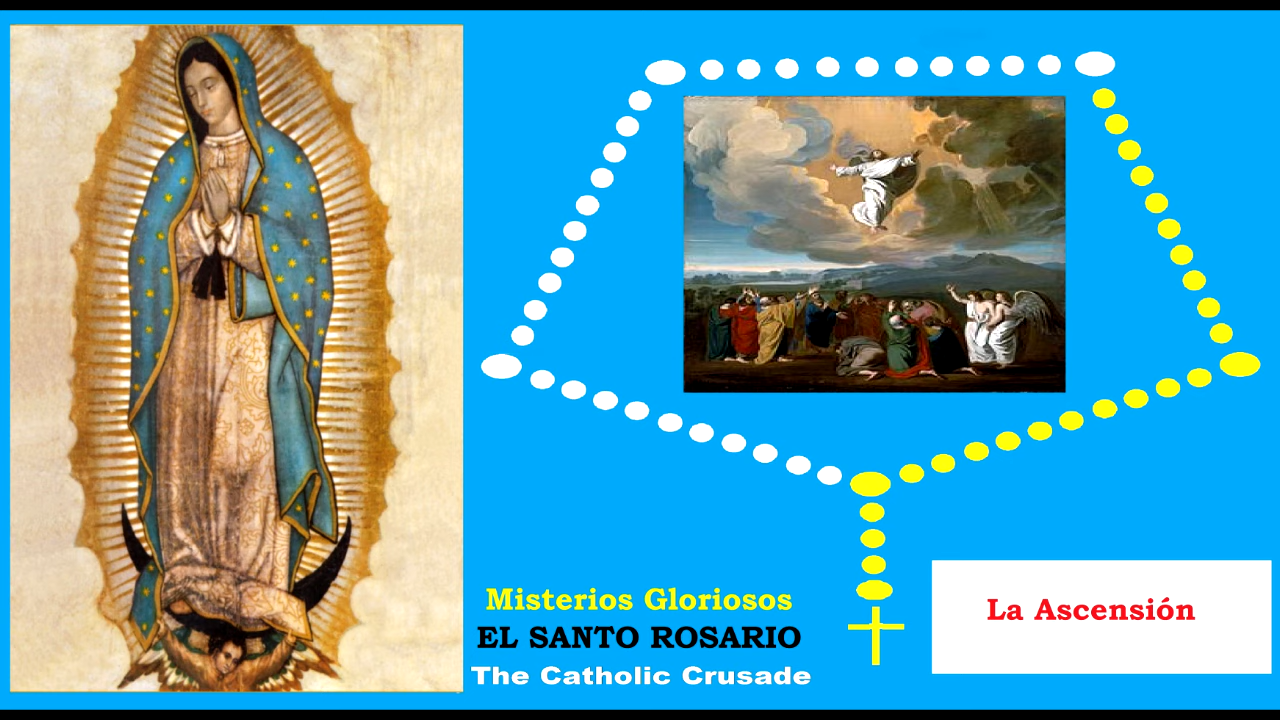 Misterios Gloriosos
EL SANTO ROSARIO
The Catholic Crusade
La Ascensión